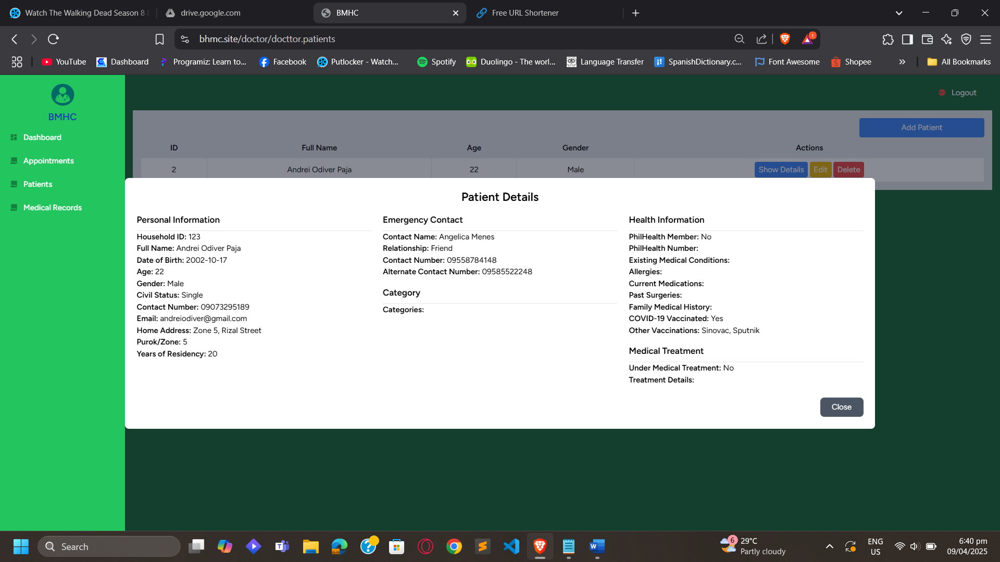 Watch The Walking Dead Season 8
drive.google.com
BMHC
Free URL Shortener
bhmc.site/doctor/docttor.patients
1
YouTube
Dashboard
Programiz: Learn to...
Facebook
Putlocker - Watch...
Spotify
Duolingo - The worl...
Language Transfer
SpanishDictionary.c...
Font Awesome
Shopee
All Bookmarks
BMHC
Dashboard
Appointments
Patients
Medical Records
Logout
Add Patient
ID Full Name Age Gender Actions
2 Andrei Odiver Paja 22 Male Show Details Edit Delete
Patient Details
Personal Information
Household ID: 123
Full Name: Andrei Odiver Paja
Date of Birth: 2002-10-17
Age: 22
Gender: Male
Civil Status: Single
Contact Number: 09073295189
Email: andreiodiver@gmail.com
Home Address: Zone 5, Rizal Street
Purok/Zone: 5
Years of Residency: 20
Emergency Contact
Contact Name: Angelica Menes
Relationship: Friend
Contact Number: 09558784148
Alternate Contact Number: 09585522248
Category
Categories:
Health Information
PhilHealth Member: No
PhilHealth Number:
Existing Medical Conditions:
Allergies:
Current Medications:
Past Surgeries:
Family Medical History:
COVID-19 Vaccinated: Yes
Other Vaccinations: Sinovac, Sputnik
Medical Treatment
Under Medical Treatment: No
Treatment Details:
Close
Search
6
29°C
Partly cloudy
ENG
US
6:40 pm
09/04/2025